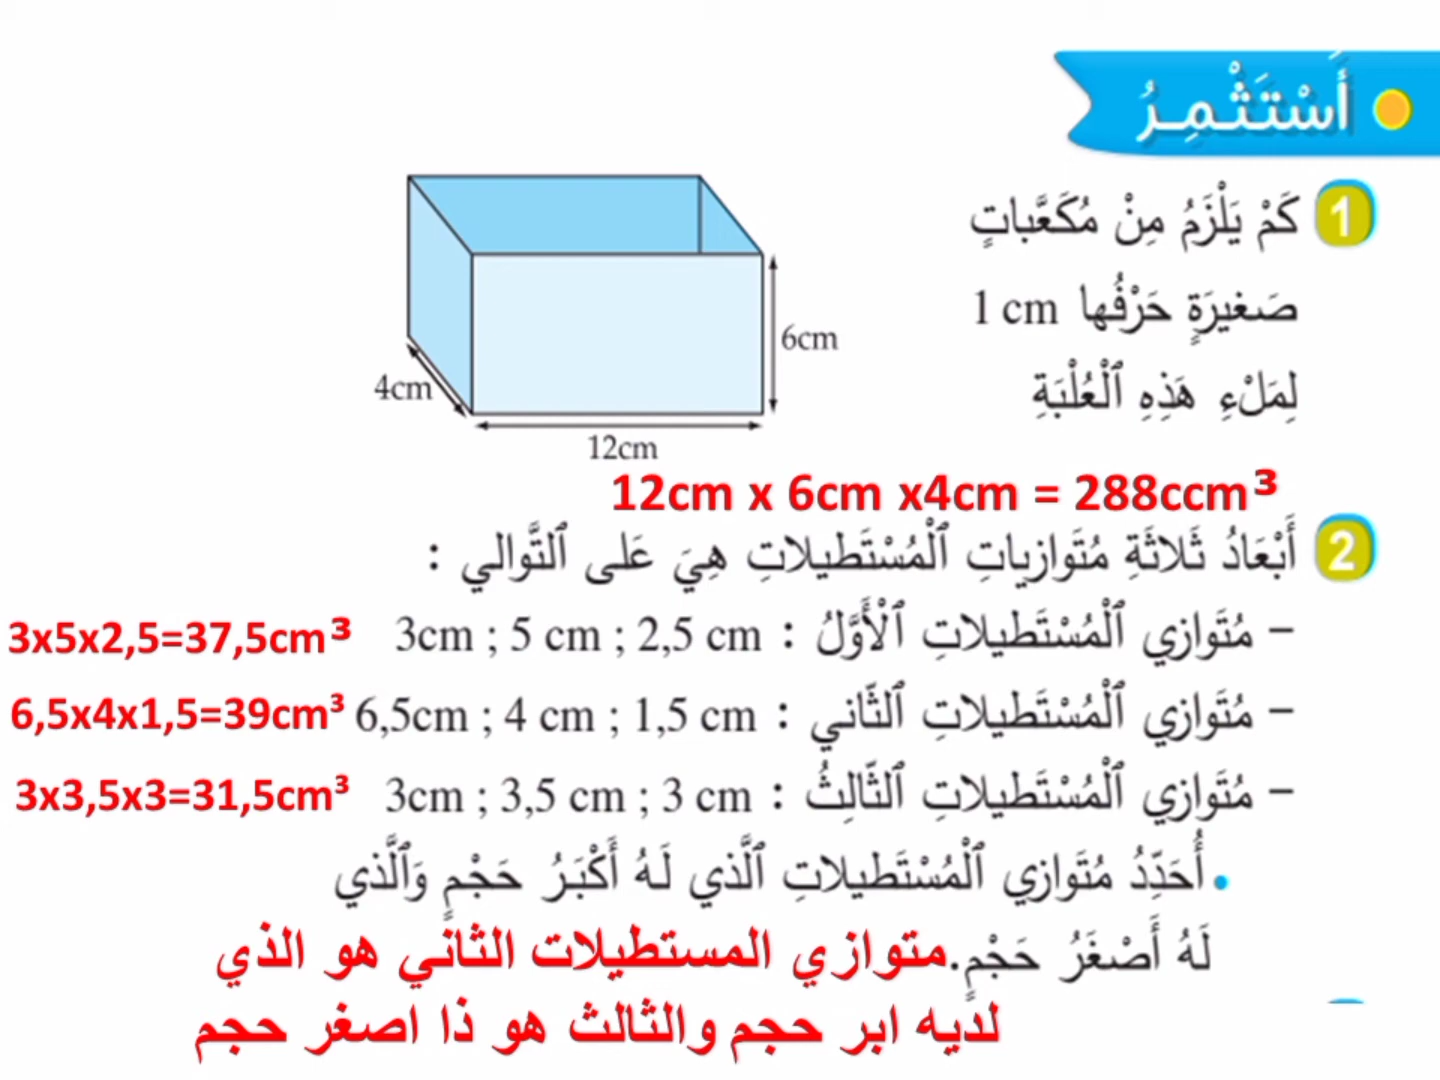 أَسْتَثْمِرُ
1 كَمْ يَلْزَمُ مِنْ مُكَعَّباتٍ
صَغيرَةٍ حَرْفُها 1 cm
لِمَلْءِ هَذِهِ ٱلْعُلْبَةِ
6cm
4cm
12cm
12cm x 6cm x4cm = 288ccm³
2 أَبْعَادُ ثَلاثَةِ مُتَوازِياتِ ٱلْمُسْتَطيلاتِ هِيَ عَلى ٱلتَّوالي :
– مُتَوازي ٱلْمُسْتَطيلاتِ ٱلْأَوَّلُ : 3cm ; 5 cm ; 2,5 cm 3x5x2,5=37,5cm³
– مُتَوازي ٱلْمُسْتَطيلاتِ ٱلثّاني : 6,5cm ; 4 cm ; 1,5 cm 6,5x4x1,5=39cm³
– مُتَوازي ٱلْمُسْتَطيلاتِ ٱلثّالِثُ : 3cm ; 3,5 cm ; 3 cm 3x3,5x3=31,5cm³
• أُحَدِّدُ مُتَوازي ٱلْمُسْتَطيلاتِ ٱلَّذي لَهُ أَكْبَرُ حَجْمٍ وَٱلَّذي
لَهُ أَصْغَرُ حَجْمٍ. متوازي المستطيلات الثاني هو الذي
لديه ابر حجم والثالث هو ذا اصغر حجم